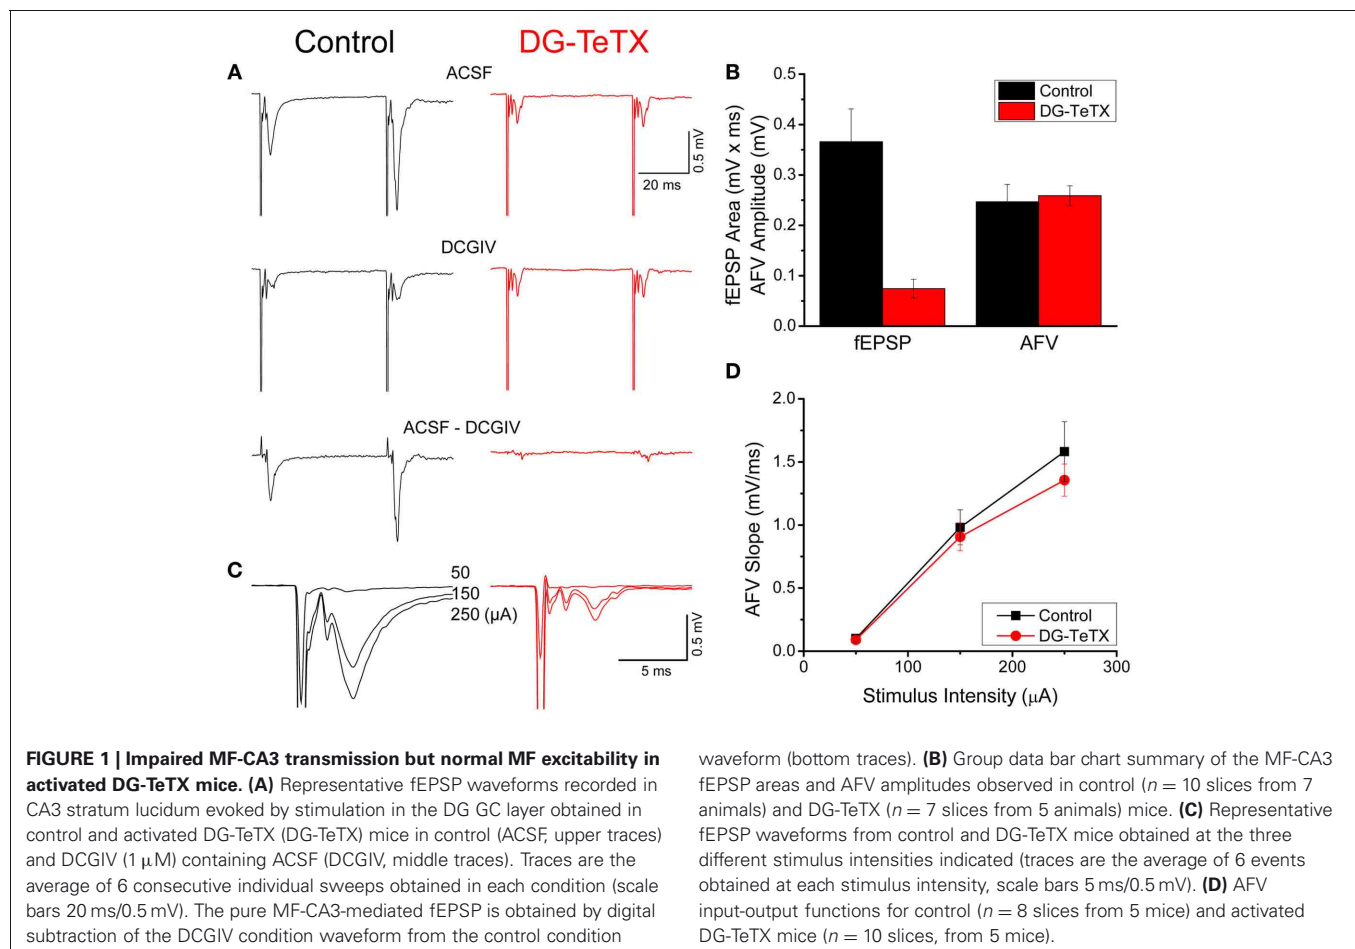 Control
DG-TeTX
A
ACSF
0.5 mV
20 ms
DCGIV
ACSF - DCGIV
C
50
150
250 (µA)
0.5 mV
5 ms
B
fEPSP Area (mV x ms)
AFV Amplitude (mV)
0.5
0.4
0.3
0.2
0.1
0.0
Control
DG-TeTX
fEPSP
AFV
D
AFV Slope (mV/ms)
2.0
1.5
1.0
0.5
0.0
Control
DG-TeTX
0
100
200
300
Stimulus Intensity (µA)
FIGURE 1 | Impaired MF-CA3 transmission but normal MF excitability in
activated DG-TeTX mice. (A) Representative fEPSP waveforms recorded in
CA3 stratum lucidum evoked by stimulation in the DG GC layer obtained in
control and activated DG-TeTX (DG-TeTX) mice in control (ACSF, upper traces)
and DCGIV (1 µM) containing ACSF (DCGIV, middle traces). Traces are the
average of 6 consecutive individual sweeps obtained in each condition (scale
bars 20 ms/0.5 mV). The pure MF-CA3-mediated fEPSP is obtained by digital
subtraction of the DCGIV condition waveform from the control condition
waveform (bottom traces). (B) Group data bar chart summary of the MF-CA3
fEPSP areas and AFV amplitudes observed in control (n = 10 slices from 7
animals) and DG-TeTX (n = 7 slices from 5 animals) mice. (C) Representative
fEPSP waveforms from control and DG-TeTX mice obtained at the three
different stimulus intensities indicated (traces are the average of 6 events
obtained at each stimulus intensity, scale bars 5 ms/0.5 mV). (D) AFV
input-output functions for control (n = 8 slices from 5 mice) and activated
DG-TeTX mice (n = 10 slices, from 5 mice).